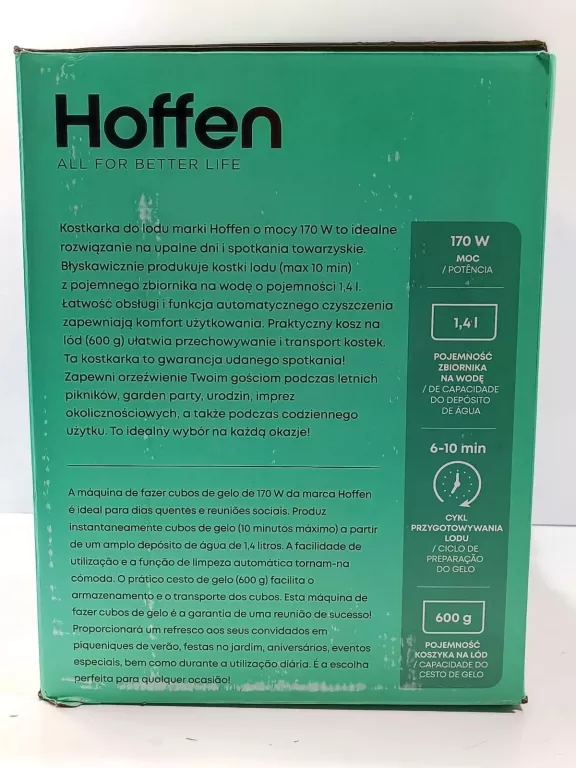 Hoffen
ALL FOR BETTER LIFE
Kostkarka do lodu marki Hoffen o mocy 170 W to idealne
rozwiązanie na upalne dni i spotkania towarzyskie.
Błyskawicznie produkuje kostki lodu (max 10 min)
z pojemnego zbiornika na wodę o pojemności 1,4 l.
Łatwość obsługi i funkcja automatycznego czyszczenia
zapewniają komfort użytkowania. Praktyczny kosz na
lód (600 g) ułatwia przechowywanie i transport kostek.
Ta kostkarka to gwarancja udanego spotkania!
Zapewni orzeźwienie Twoim gościom podczas letnich
pikników, garden party, urodzin, imprez
okolicznościowych, a także podczas codziennego
użytku. To idealny wybór na każdą okazje!
A máquina de fazer cubos de gelo de 170 W da marca Hoffen
é ideal para dias quentes e reuniões sociais. Produz
instantaneamente cubos de gelo (10 minutos máximo) a partir
de um amplo depósito de água de 1,4 litros. A facilidade de
utilização e a função de limpeza automática tornam-na
cómoda. O prático cesto de gelo (600 g) facilita o
armazenamento e o transporte dos cubos. Esta máquina de
fazer cubos de gelo é a garantia de uma reunião de sucesso!
Proporcionará um refresco aos seus convidados em
piqueniques de verão, festas no jardim, aniversários, eventos
especiais, bem como durante a utilização diária. É a escolha
perfeita para qualquer ocasião!
170 W
MOC
/ POTÊNCIA
1,4 l
POJEMNOŚĆ
ZBIORNIKA
NA WODĘ
/ DE CAPACIDADE
DO DEPÓSITO
DE ÁGUA
6-10 min
CYKL
PRZYGOTOWYWANIA
LODU
/ CICLO DE
PREPARAÇÃO
DO GELO
600 g
POJEMNOŚĆ
KOSZYKA NA LÓD
/ CAPACIDADE DO
CESTO DE GELO